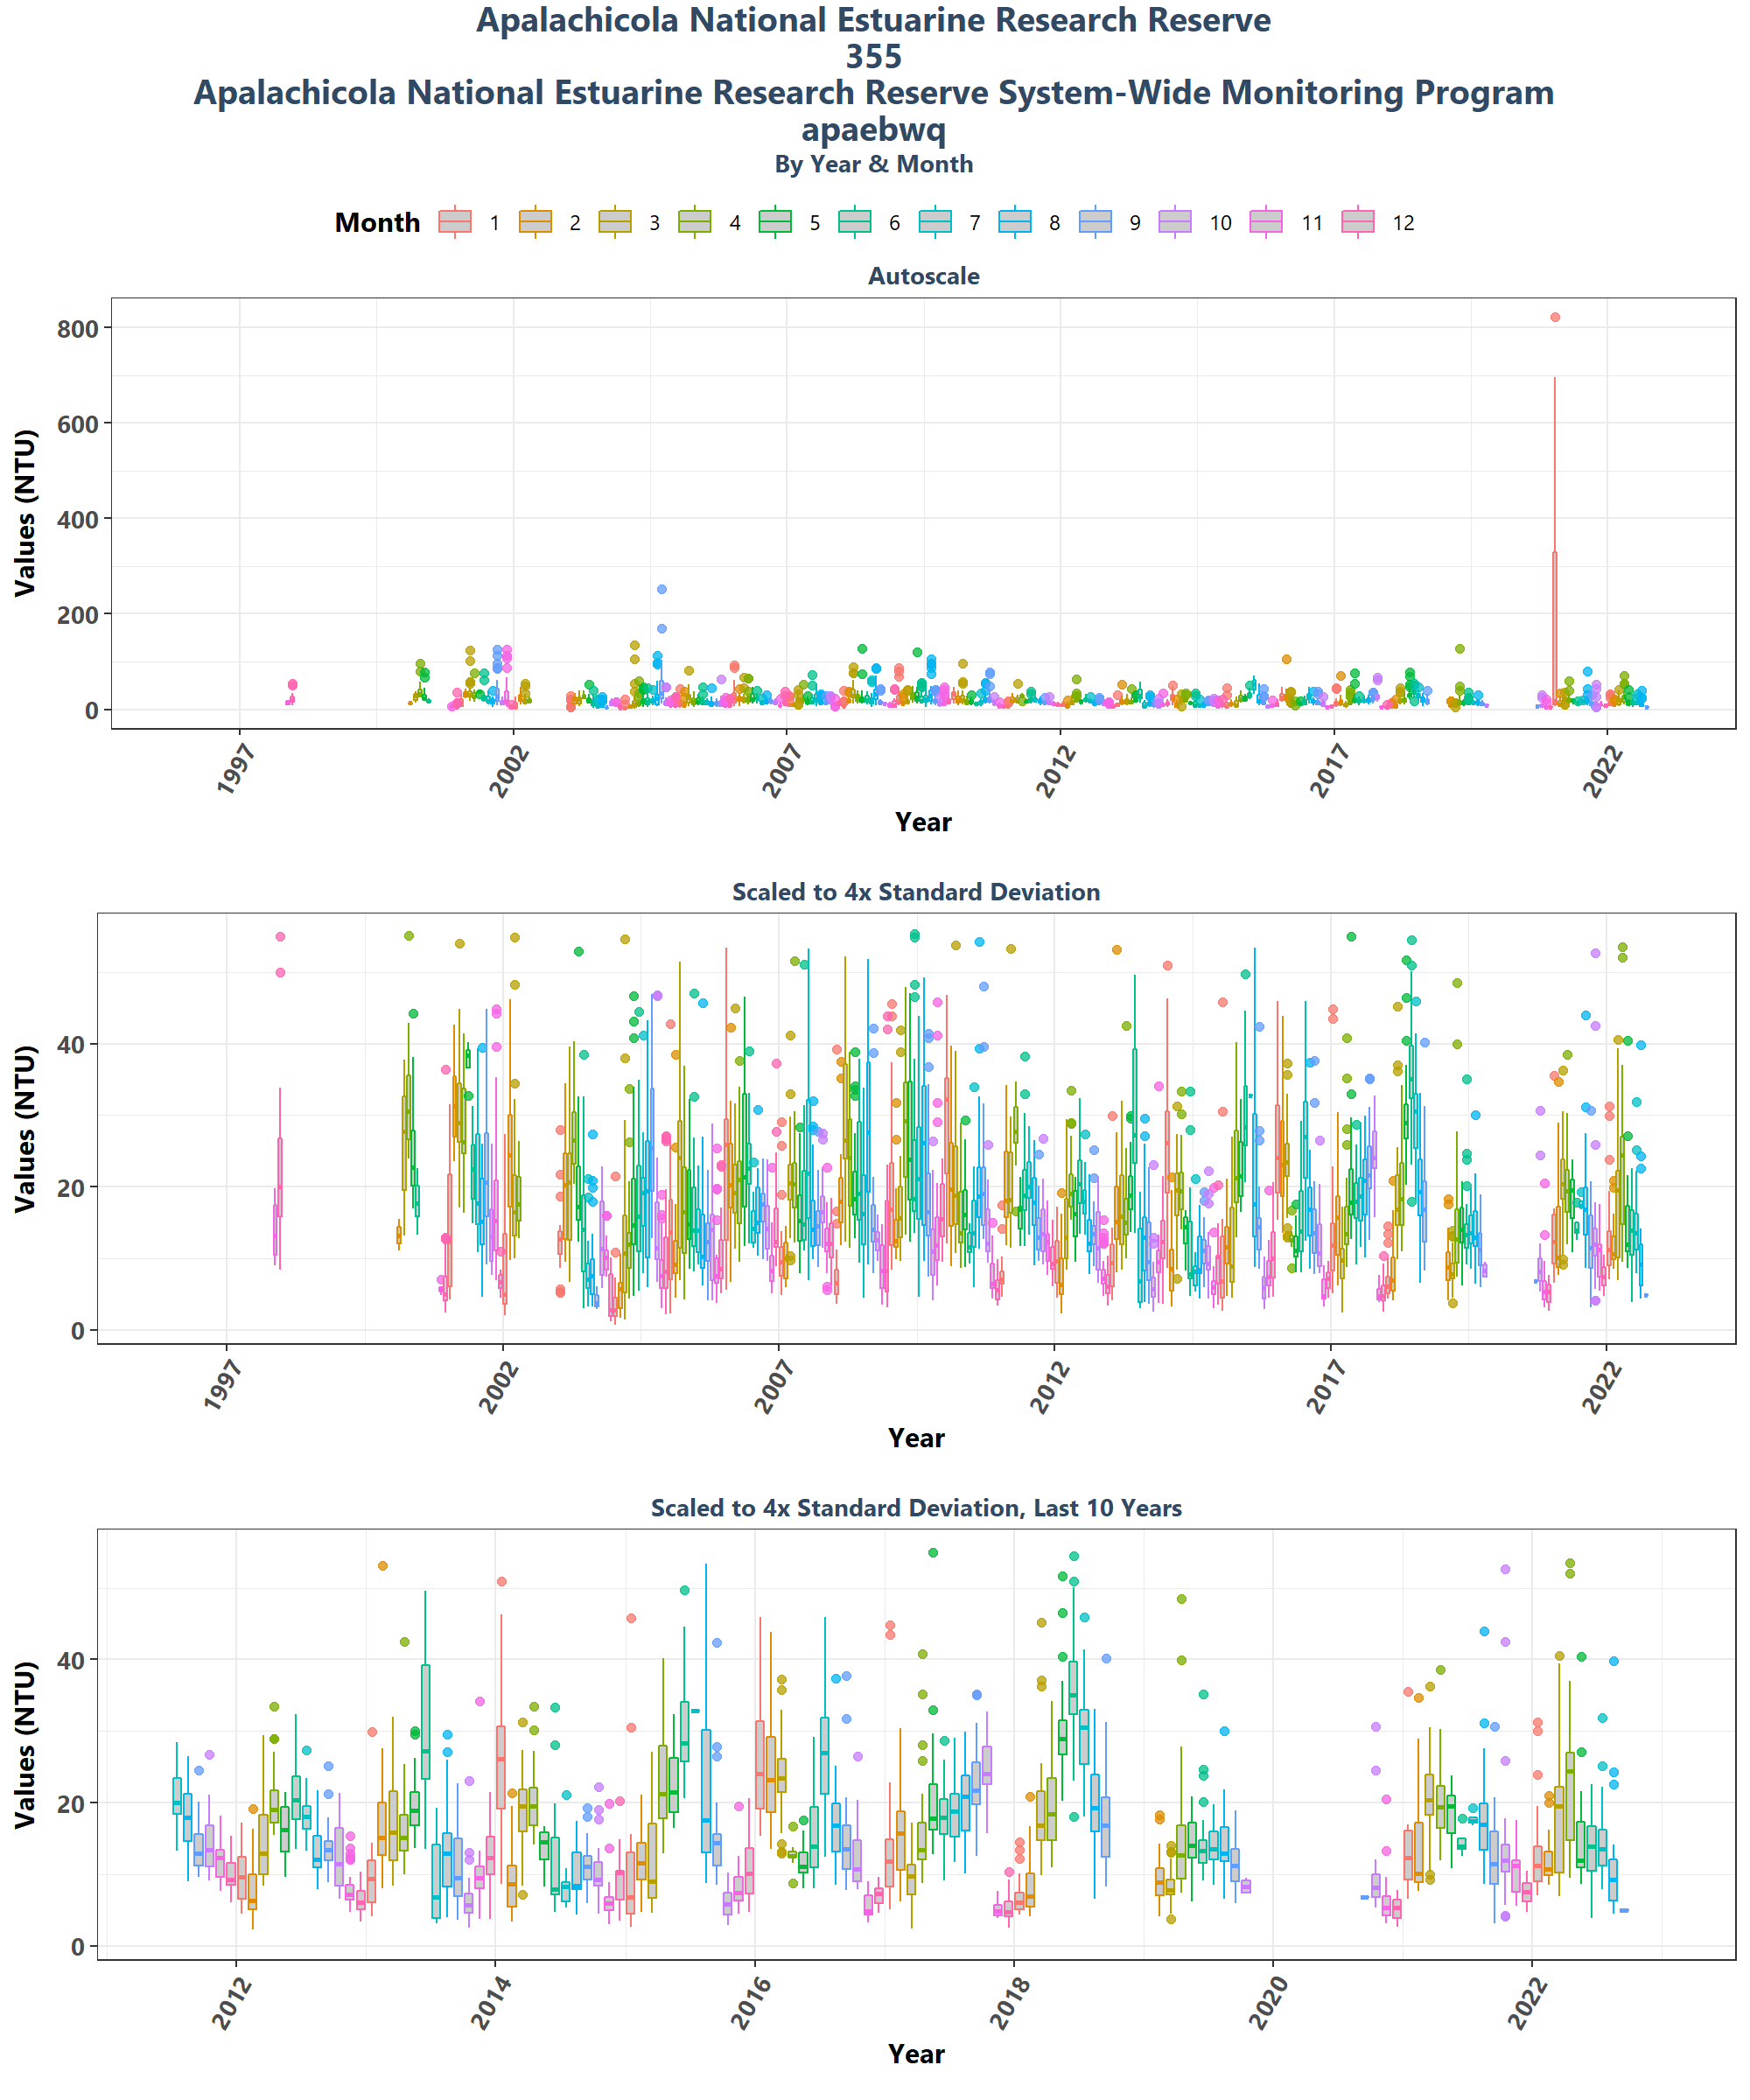 Apalachicola National Estuarine Research Reserve
355
Apalachicola National Estuarine Research Reserve System-Wide Monitoring Program
apaebwq
By Year & Month
Month 1 2 3 4 5 6 7 8 9 10 11 12
Autoscale
Values (NTU)
800
600
400
200
0
1997 2002 2007 2012 2017 2022
Year
Scaled to 4x Standard Deviation
Values (NTU)
40
20
0
1997 2002 2007 2012 2017 2022
Year
Scaled to 4x Standard Deviation, Last 10 Years
Values (NTU)
40
20
0
2012 2014 2016 2018 2020 2022
Year